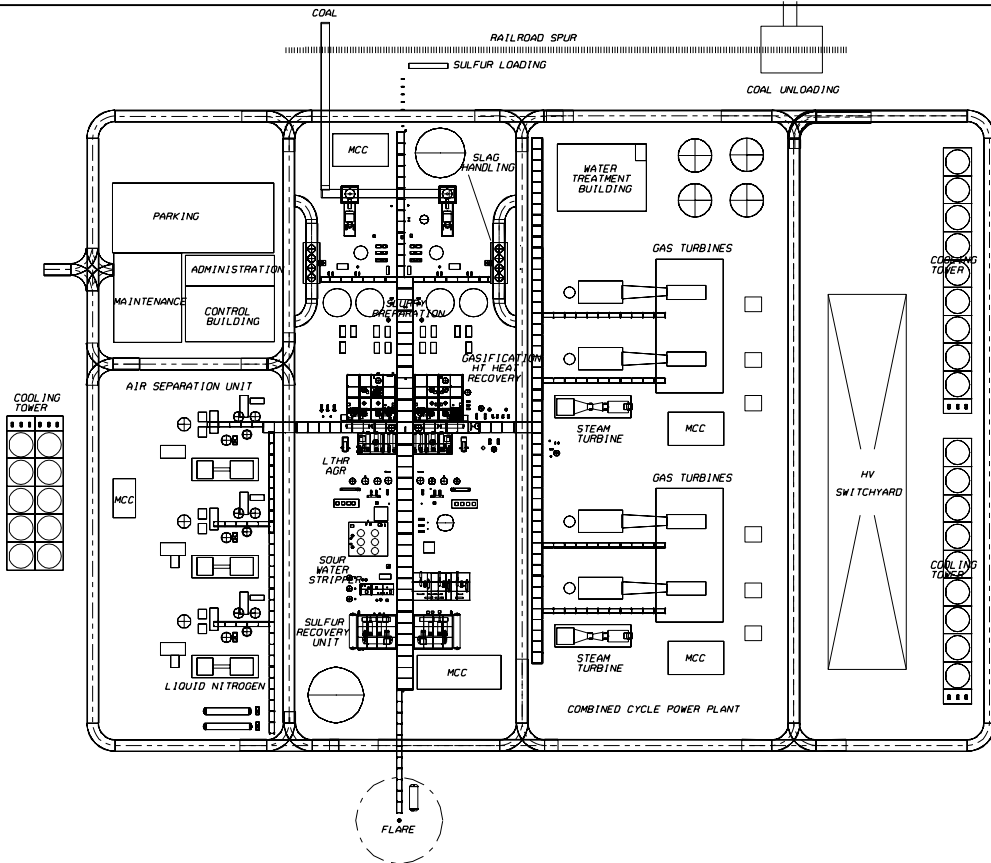 COAL
RAILROAD SPUR
SULFUR LOADING
COAL UNLOADING
MCC
SLAG
HANDLING
WATER
TREATMENT
BUILDING
PARKING
GAS TURBINES
ADMINISTRATION
COOLING
TOWER
MAINTENANCE
CONTROL
BUILDING
SLURRY
PREPARATION
GASIFICATION
HT HEAT
RECOVERY
AIR SEPARATION UNIT
COOLING
TOWER
STEAM
TURBINE
MCC
LTHR
AGR
GAS TURBINES
HV
SWITCHYARD
MCC
SOUR
WATER
STRIPPER
COOLING
TOWER
SULFUR
RECOVERY
UNIT
STEAM
TURBINE
MCC
MCC
LIQUID NITROGEN
COMBINED CYCLE POWER PLANT
FLARE